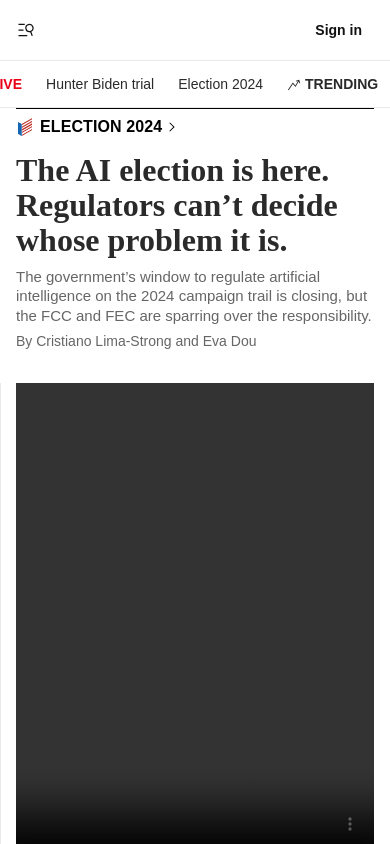 Sign in
IVE Hunter Biden trial Election 2024 TRENDING
ELECTION 2024
The AI election is here.
Regulators can’t decide
whose problem it is.
The government’s window to regulate artificial
intelligence on the 2024 campaign trail is closing, but
the FCC and FEC are sparring over the responsibility.
By Cristiano Lima-Strong and Eva Dou